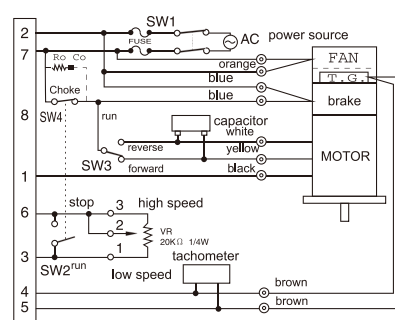 SW1
2
FUSE
AC
power source
7
Ro Co
orange
FAN
blue
T.G.
Choke
blue
brake
SW4
run
8
capacitor
white
reverse
yellow
SW3
forward
black
MOTOR
1
stop
3
high speed
6
2
VR
20KΩ 1/4W
1
tachometer
3
SW2
run
low speed
brown
4
brown
5